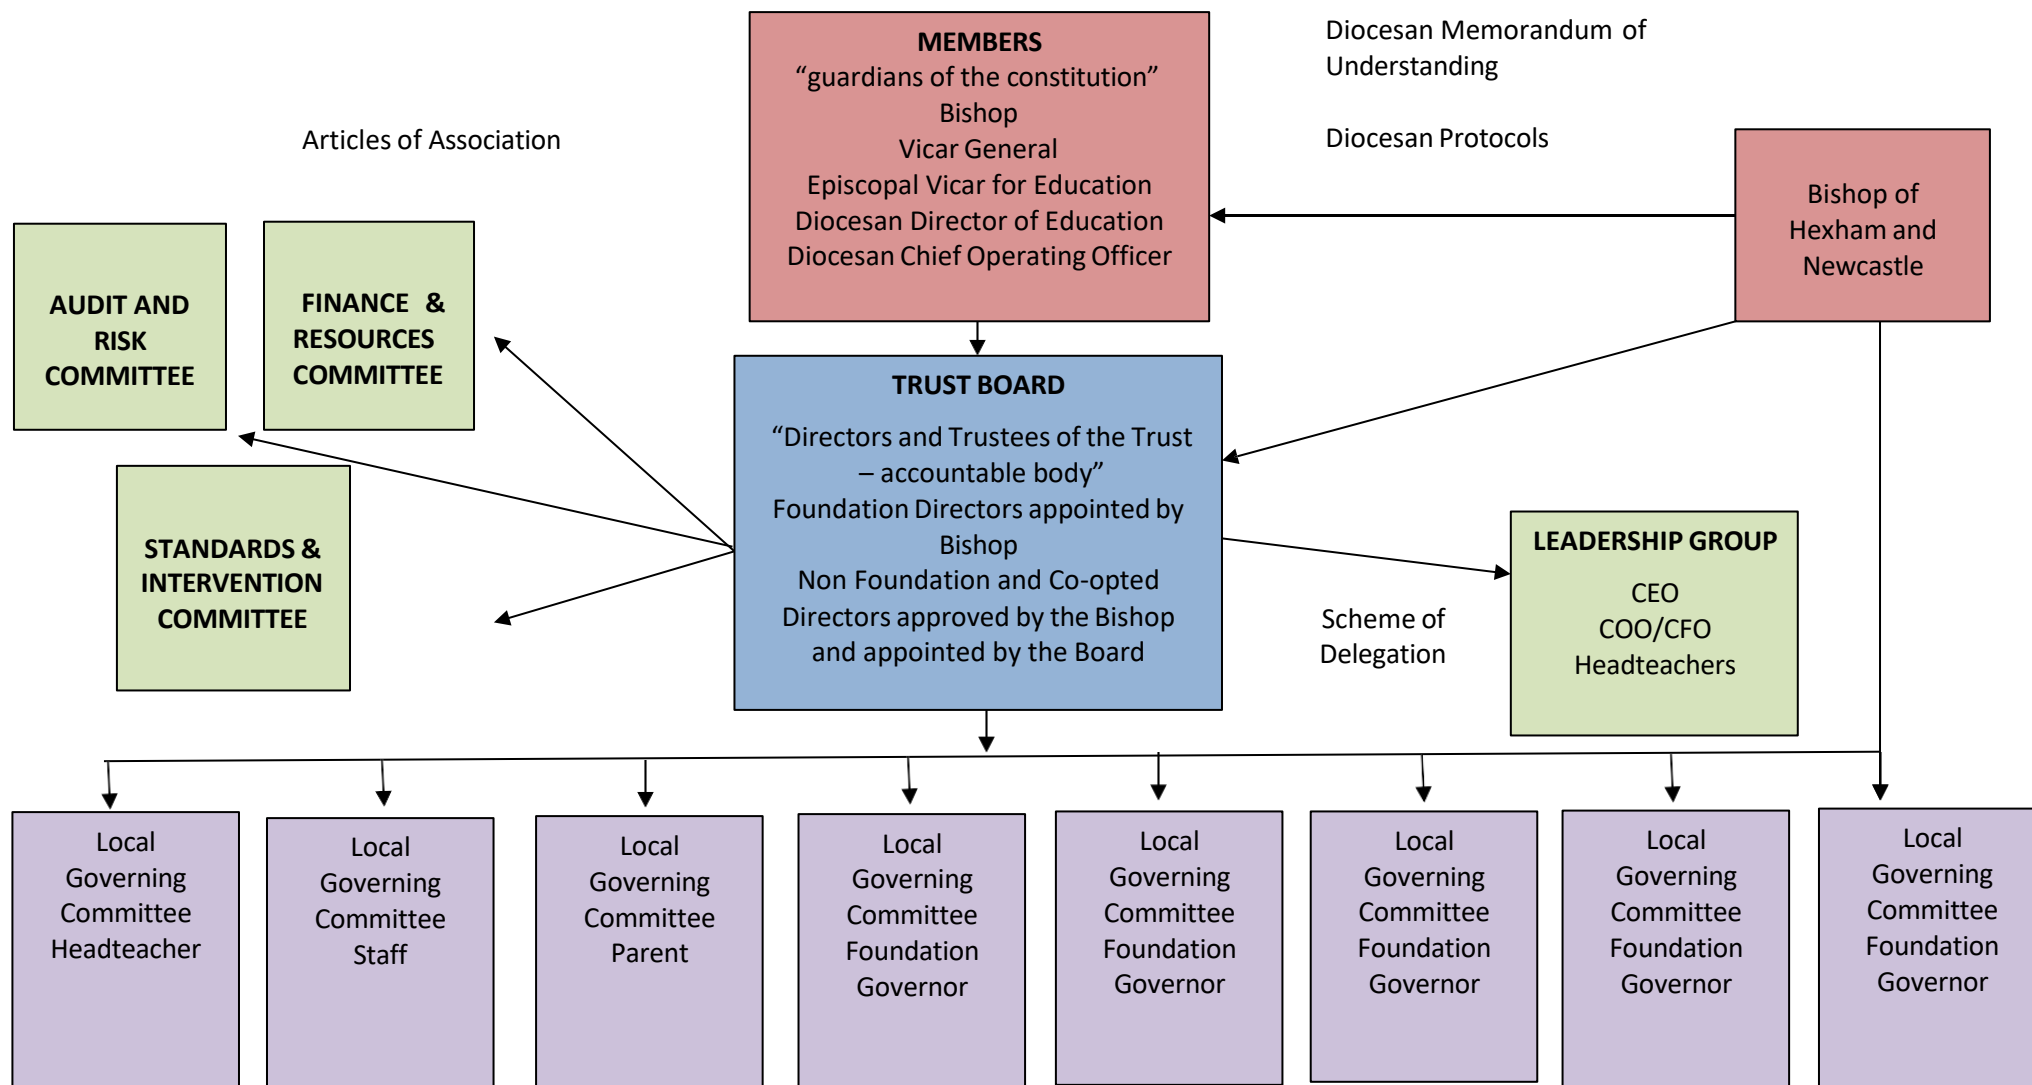 MEMBERS
“guardians of the constitution”
Bishop
Vicar General
Episcopal Vicar for Education
Diocesan Director of Education
Diocesan Chief Operating Officer
Diocesan Memorandum of
Understanding
Diocesan Protocols
Articles of Association
Bishop of
Hexham and
Newcastle
AUDIT AND
RISK
COMMITTEE
FINANCE &
RESOURCES
COMMITTEE
STANDARDS &
INTERVENTION
COMMITTEE
TRUST BOARD
“Directors and Trustees of the Trust
– accountable body”
Foundation Directors appointed by
Bishop
Non Foundation and Co-opted
Directors approved by the Bishop
and appointed by the Board
LEADERSHIP GROUP
CEO
COO/CFO
Headteachers
Scheme of
Delegation
Local
Governing
Committee
Headteacher
Local
Governing
Committee
Staff
Local
Governing
Committee
Parent
Local
Governing
Committee
Foundation
Governor
Local
Governing
Committee
Foundation
Governor
Local
Governing
Committee
Foundation
Governor
Local
Governing
Committee
Foundation
Governor
Local
Governing
Committee
Foundation
Governor